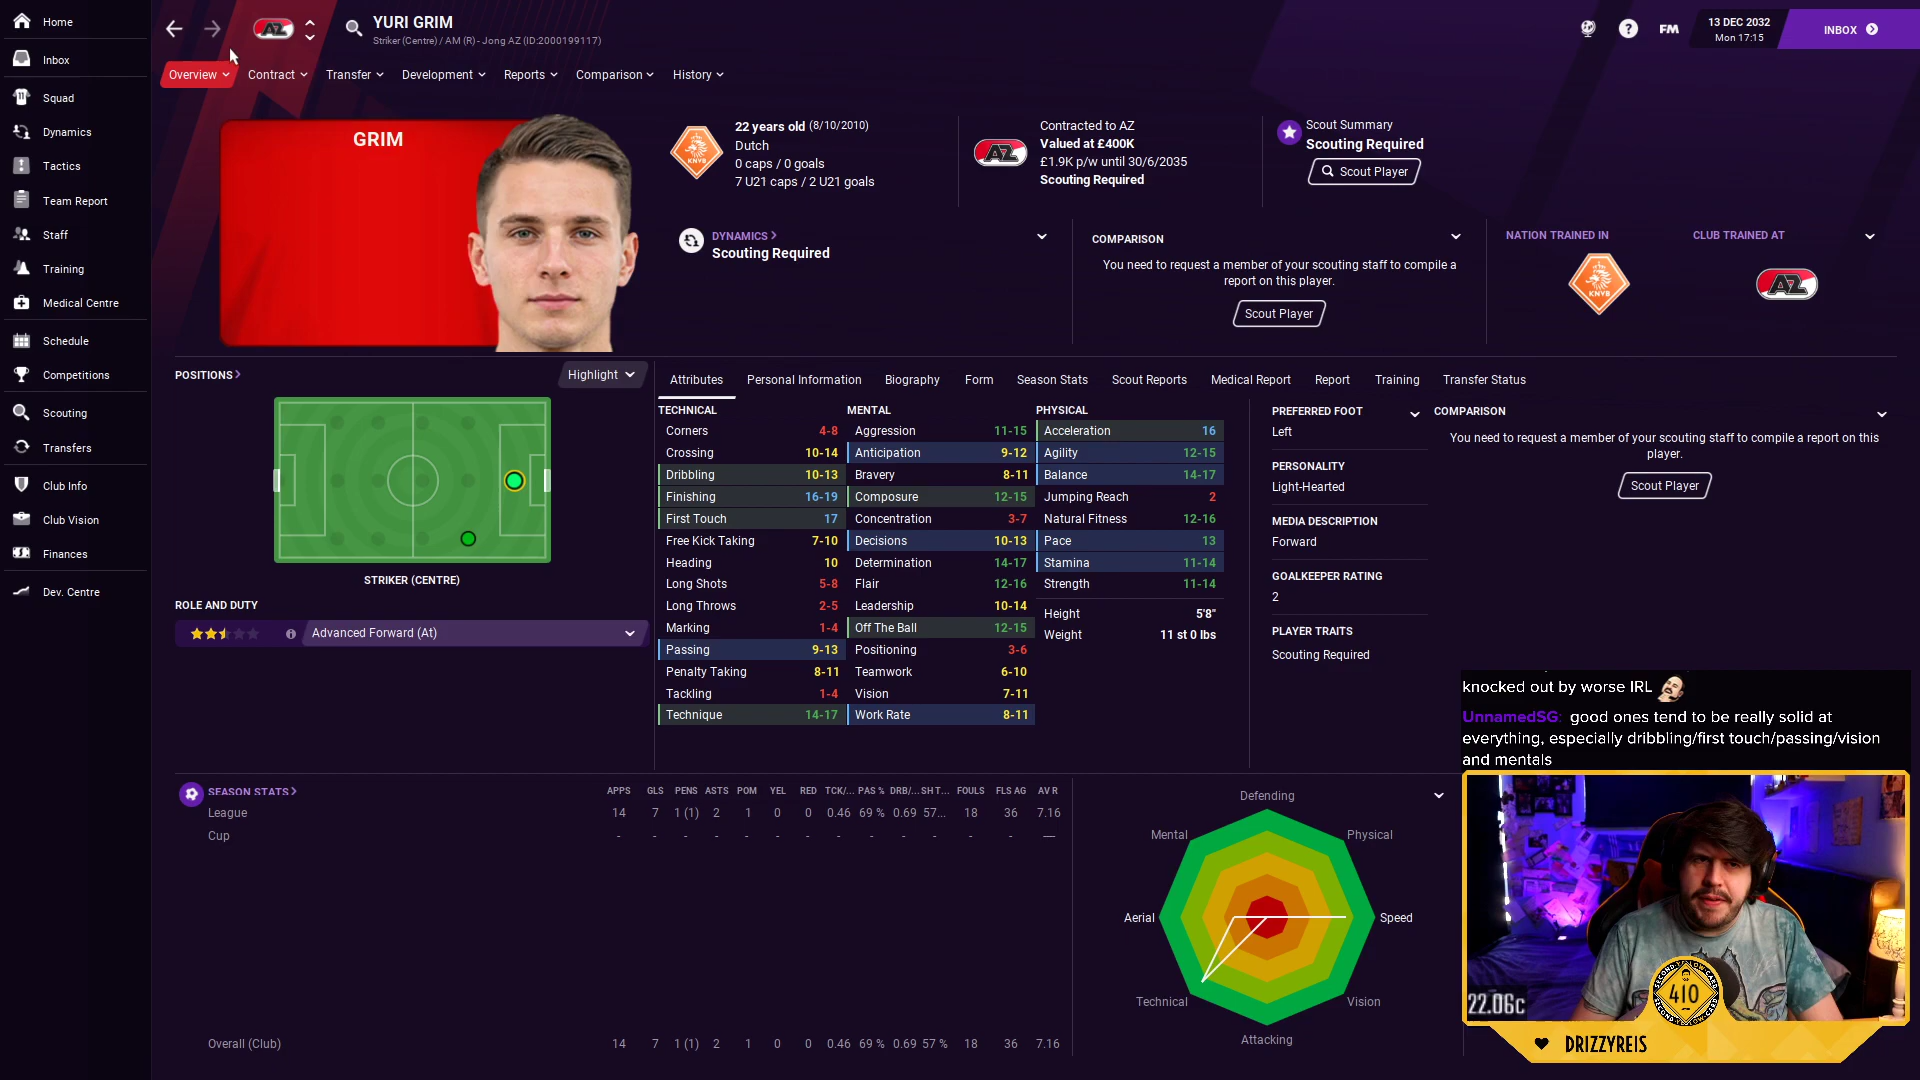 Home
Inbox
Squad
Dynamics
Tactics
Team Report
Staff
Training
Medical Centre
Schedule
Competitions
Scouting
Transfers
Club Info
Club Vision
Finances
Dev. Centre
AZ
YURI GRIM
Striker (Centre) / AM (R) - Jong AZ (ID:2000199117)
? FM
13 DEC 2032
Mon 17:15
INBOX
Overview Contract Transfer Development Reports Comparison History
GRIM
KNVB
22 years old (8/10/2010)
Dutch
0 caps / 0 goals
7 U21 caps / 2 U21 goals
AZ
Contracted to AZ
Valued at £400K
£1.9K p/w until 30/6/2035
Scouting Required
Scout Summary
Scouting Required
Scout Player
DYNAMICS
Scouting Required
COMPARISON
You need to request a member of your scouting staff to compile a
report on this player.
Scout Player
NATION TRAINED IN
KNVB
CLUB TRAINED AT
AZ
POSITIONS
Highlight
STRIKER (CENTRE)
ROLE AND DUTY
Advanced Forward (At)
Attributes Personal Information Biography Form Season Stats Scout Reports Medical Report Report Training Transfer Status
TECHNICAL
Corners 4-8
Crossing 10-14
Dribbling 10-13
Finishing 16-19
First Touch 17
Free Kick Taking 7-10
Heading 10
Long Shots 5-8
Long Throws 2-5
Marking 1-4
Passing 9-13
Penalty Taking 8-11
Tackling 1-4
Technique 14-17
MENTAL
Aggression 11-15
Anticipation 9-12
Bravery 8-11
Composure 12-15
Concentration 3-7
Decisions 10-13
Determination 14-17
Flair 12-16
Leadership 10-14
Off The Ball 12-15
Positioning 3-6
Teamwork 6-10
Vision 7-11
Work Rate 8-11
PHYSICAL
Acceleration 16
Agility 12-15
Balance 14-17
Jumping Reach 2
Natural Fitness 12-16
Pace 13
Stamina 11-14
Strength 11-14
Height 5'8"
Weight 11 st 0 lbs
PREFERRED FOOT
Left
PERSONALITY
Light-Hearted
MEDIA DESCRIPTION
Forward
GOALKEEPER RATING
2
PLAYER TRAITS
Scouting Required
COMPARISON
You need to request a member of your scouting staff to compile a report on this
player.
Scout Player
knocked out by worse IRL
UnnamedSG: good ones tend to be really solid at
everything, especially dribbling/first touch/passing/vision
and mentals
SEASON STATS
APPS GLS PENS ASTS POM YEL RED TCK/... PAS % DRB/... SH T... FOULS FLS AG AV R
League 14 7 1 (1) 2 1 0 0 0.46 69 % 0.69 57... 18 36 7.16
Cup - - - - - - - - - - - - - —
Overall (Club) 14 7 1 (1) 2 1 0 0 0.46 69 % 0.69 57 % 18 36 7.16
Defending
Physical
Speed
Vision
Attacking
Technical
Aerial
Mental
22.06c
SECOND YELLOW CARD
410
DRIZZYREIS